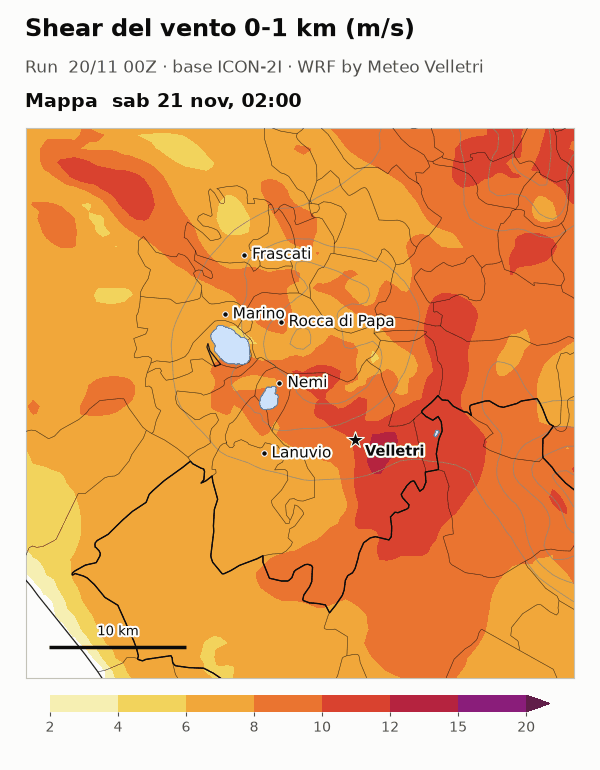 Shear del vento 0-1 km (m/s)
Run  20/11 00Z · base ICON-2I · WRF by Meteo Velletri
Mappa  sab 21 nov, 02:00
Frascati
Marino
Rocca di Papa
Nemi
Velletri
Lanuvio
10 km
2 4 6 8 10 12 15 20